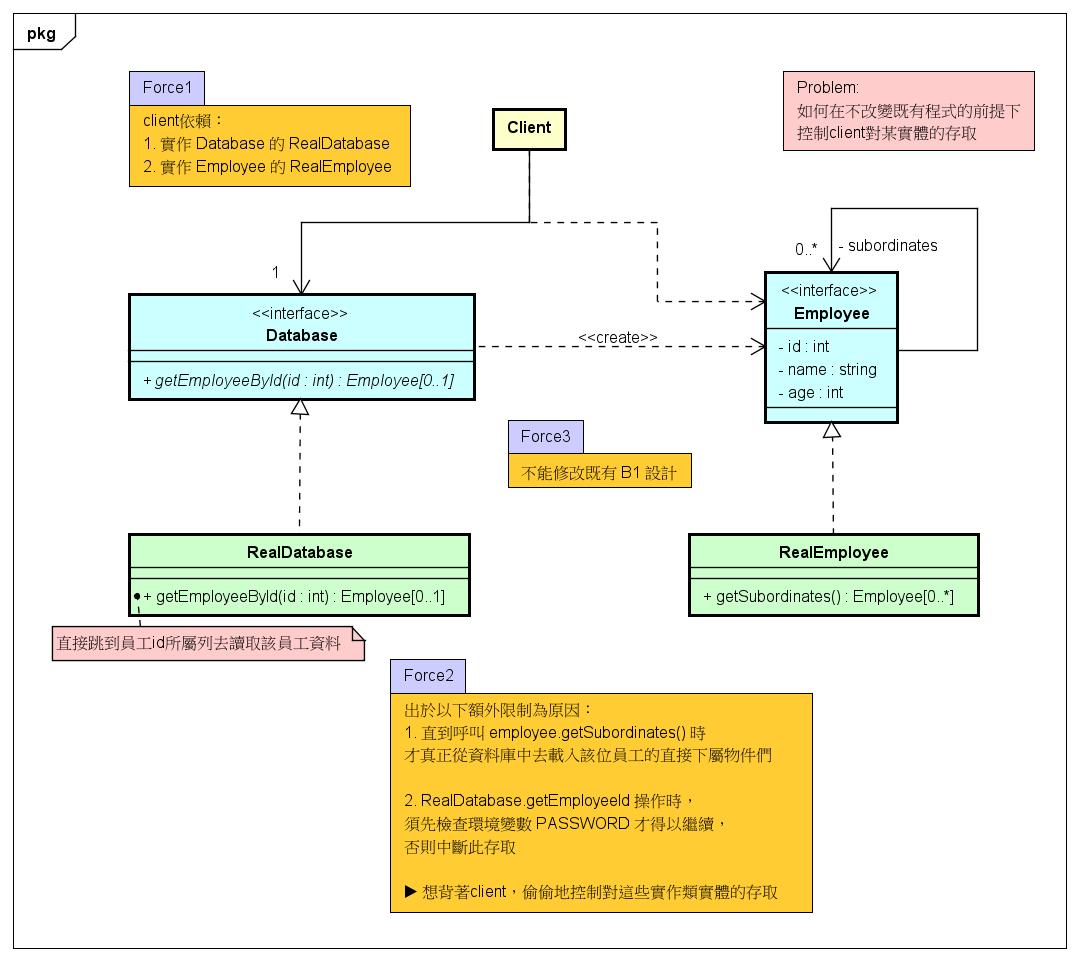 pkg
Force1
client依賴：
1. 實作 Database 的 RealDatabase
2. 實作 Employee 的 RealEmployee
Client
Problem:
如何在不改變既有程式的前提下
控制client對某實體的存取
1
0..*
- subordinates
<<interface>>
Database
+ getEmployeeById(id : int) : Employee[0..1]
<<create>>
<<interface>>
Employee
- id : int
- name : string
- age : int
Force3
不能修改既有 B1 設計
RealDatabase
+ getEmployeeById(id : int) : Employee[0..1]
RealEmployee
+ getSubordinates() : Employee[0..*]
直接跳到員工id所屬列去讀取該員工資料
Force2
出於以下額外限制為原因：
1. 直到呼叫 employee.getSubordinates() 時
才真正從資料庫中去載入該位員工的直接下屬物件們
2. RealDatabase.getEmployeeId 操作時，
須先檢查環境變數 PASSWORD 才得以繼續，
否則中斷此存取
► 想背著client，偷偷地控制對這些實作類實體的存取